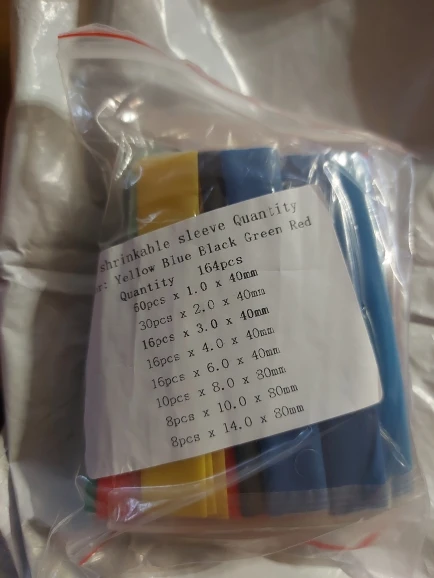 shrinkable sleeve Quantity
r: Yellow Blue Black Green Red
Quantity 164pcs
60pcs x 1.0 x 40mm
30pcs x 2.0 x 40mm
16pcs x 3.0 x 40mm
16pcs x 4.0 x 40mm
16pcs x 6.0 x 40mm
10pcs x 8.0 x 80mm
8pcs x 10.0 x 80mm
8pcs x 14.0 x 80mm